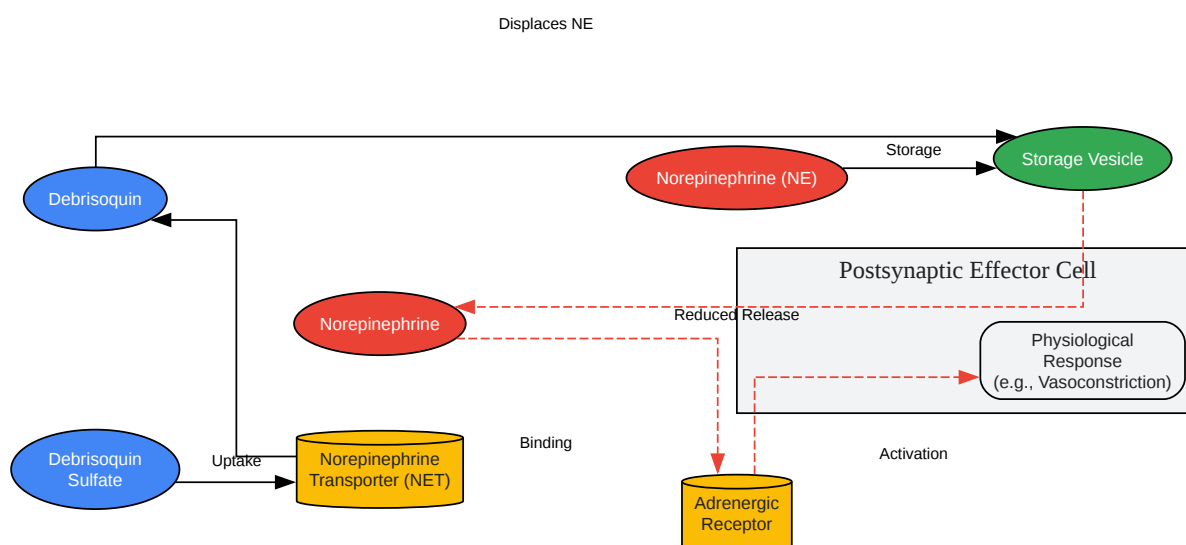 Displaces NE
Storage
Storage Vesicle
Norepinephrine (NE)
Debrisoquin
Postsynaptic Effector Cell
Reduced Release
Norepinephrine
Physiological
Response
(e.g., Vasoconstriction)
Binding
Activation
Debrisoquin
Sulfate
Uptake
Norepinephrine
Transporter (NET)
Adrenergic
Receptor